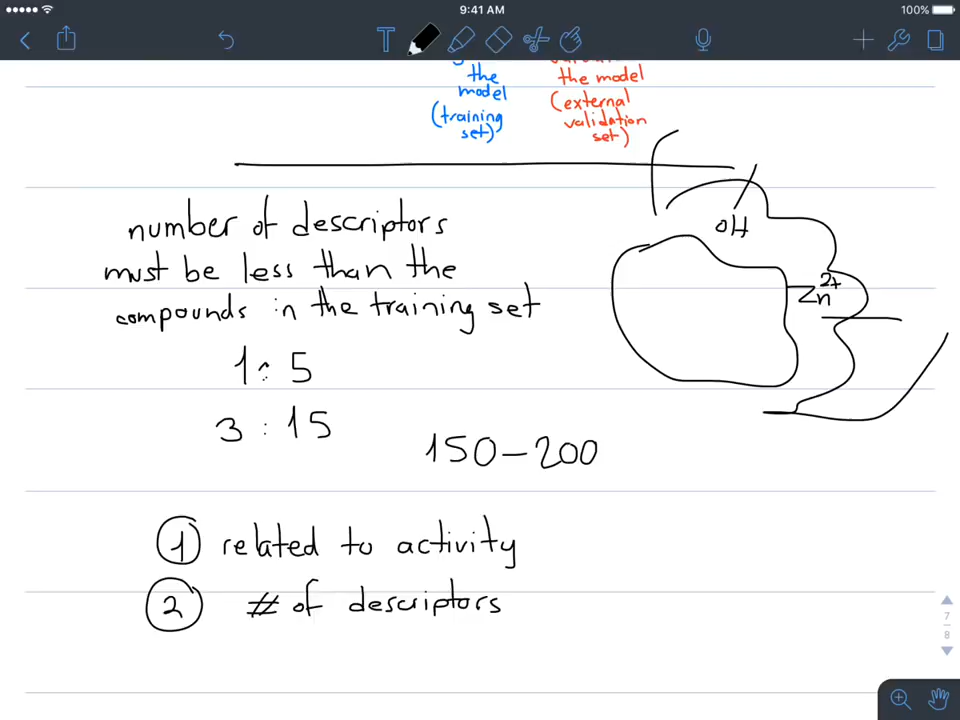 9:41 AM
100%
T
the
model
(training
set)
the model
(external
validation
set)
number of descriptors
must be less than the
compounds in the training set
1 : 5
3 : 15
150 – 200
OH
Zn2+
1 related to activity
2 # of descriptors
7
8